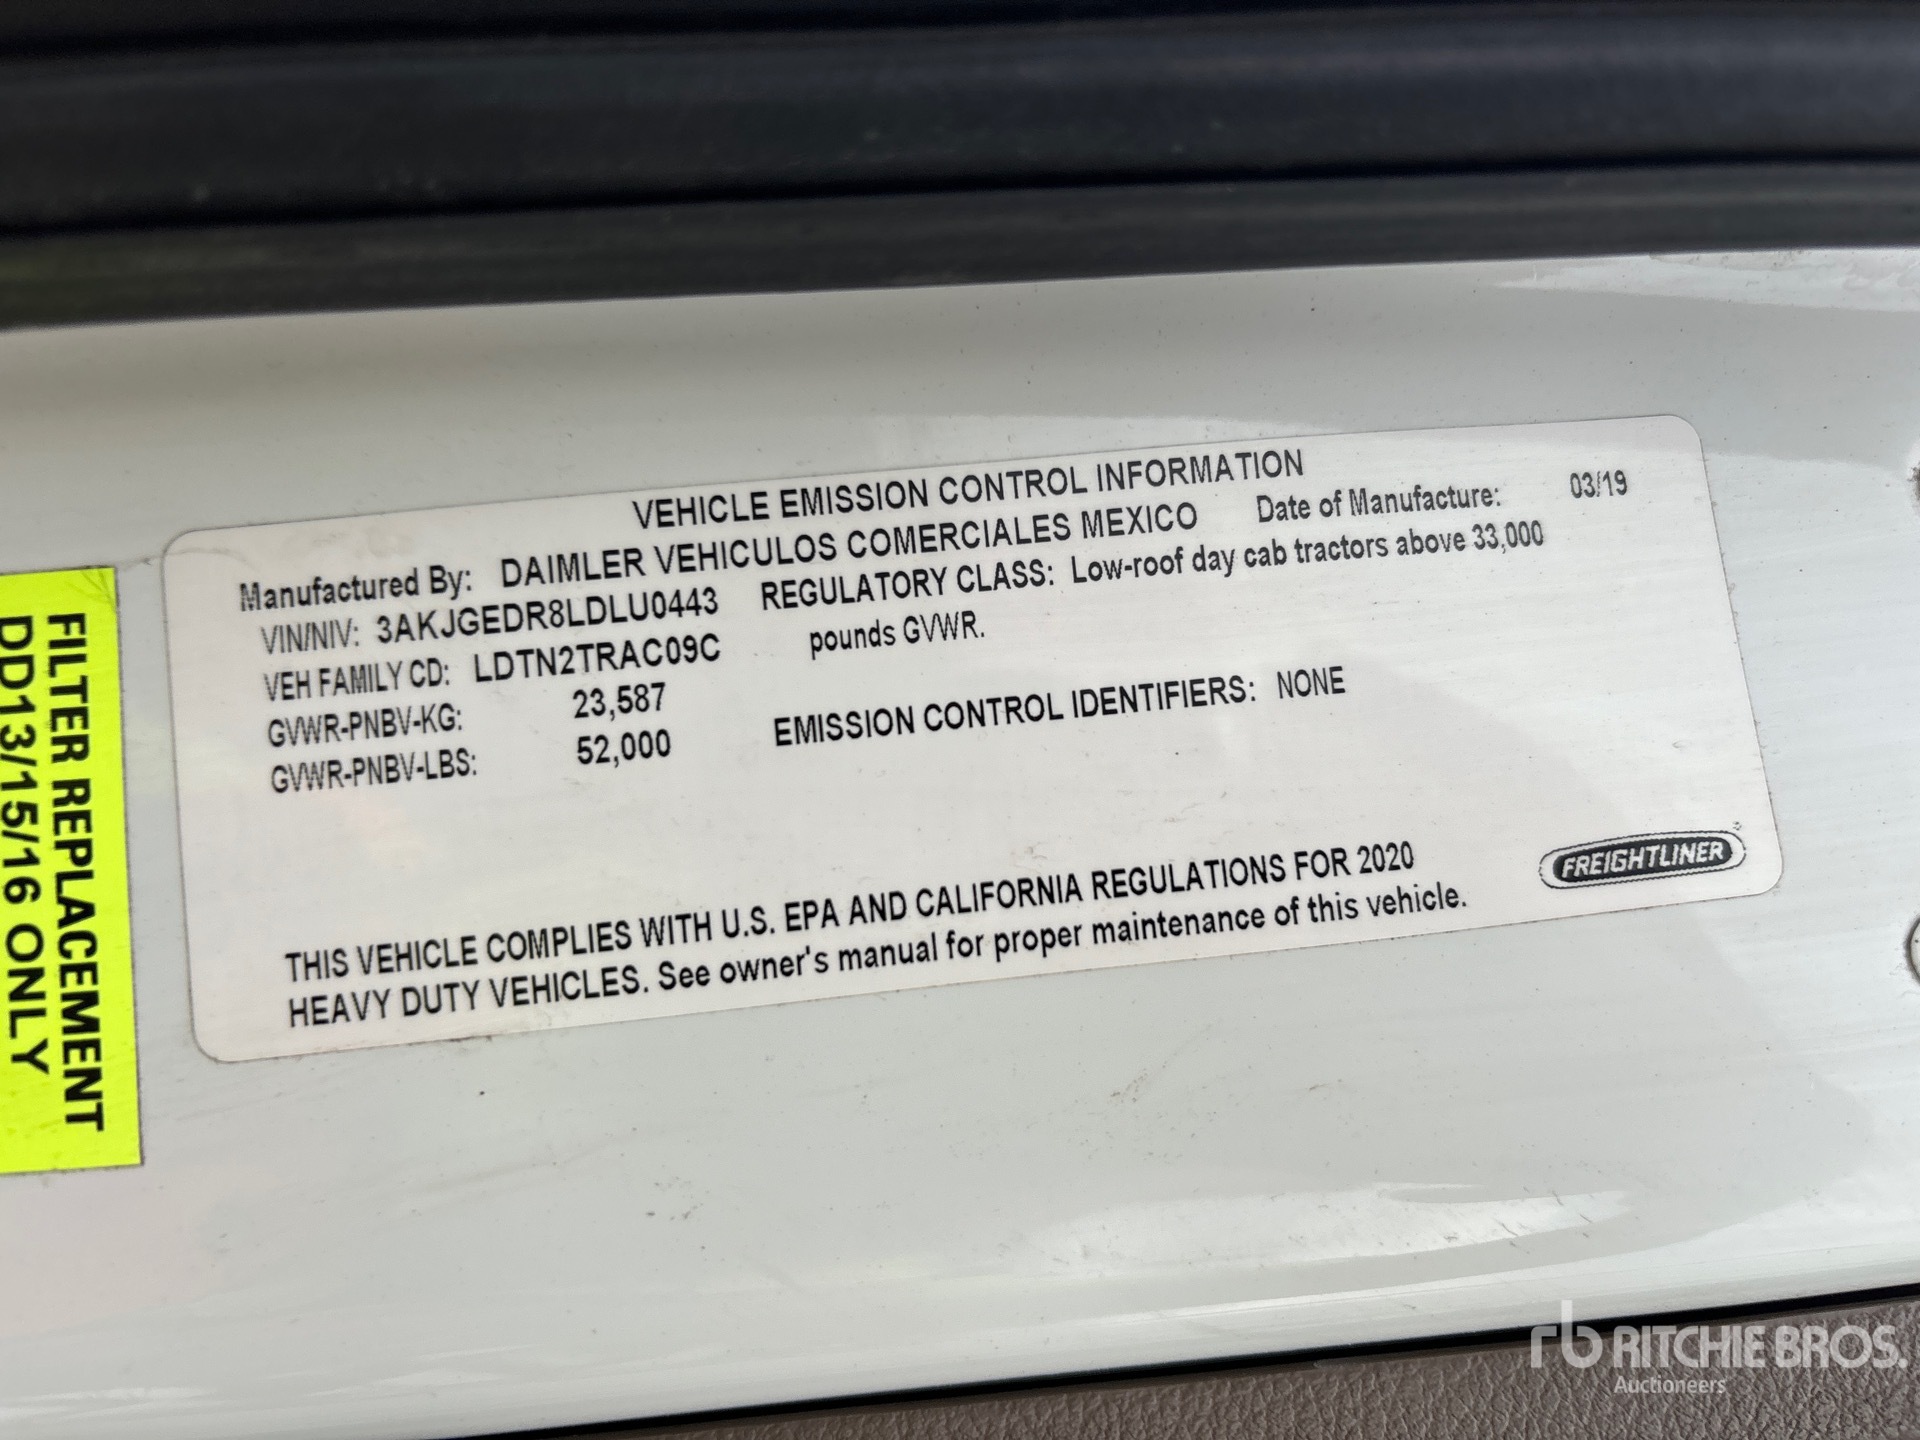 VEHICLE EMISSION CONTROL INFORMATION
Manufactured By: DAIMLER VEHICULOS COMERCIALES MEXICO Date of Manufacture: 03/19
VIN/NIV: 3AKJGEDR8LDLU0443 REGULATORY CLASS: Low-roof day cab tractors above 33,000
VEH FAMILY CD: LDTN2TRAC09C pounds GVWR.
GVWR-PNBV-KG: 23,587
GVWR-PNBV-LBS: 52,000 EMISSION CONTROL IDENTIFIERS: NONE
THIS VEHICLE COMPLIES WITH U.S. EPA AND CALIFORNIA REGULATIONS FOR 2020
HEAVY DUTY VEHICLES. See owner's manual for proper maintenance of this vehicle.
FREIGHTLINER
FILTER REPLACEMENT
DD13/15/16 ONLY
rb RITCHIE BROS.
Auctioneers